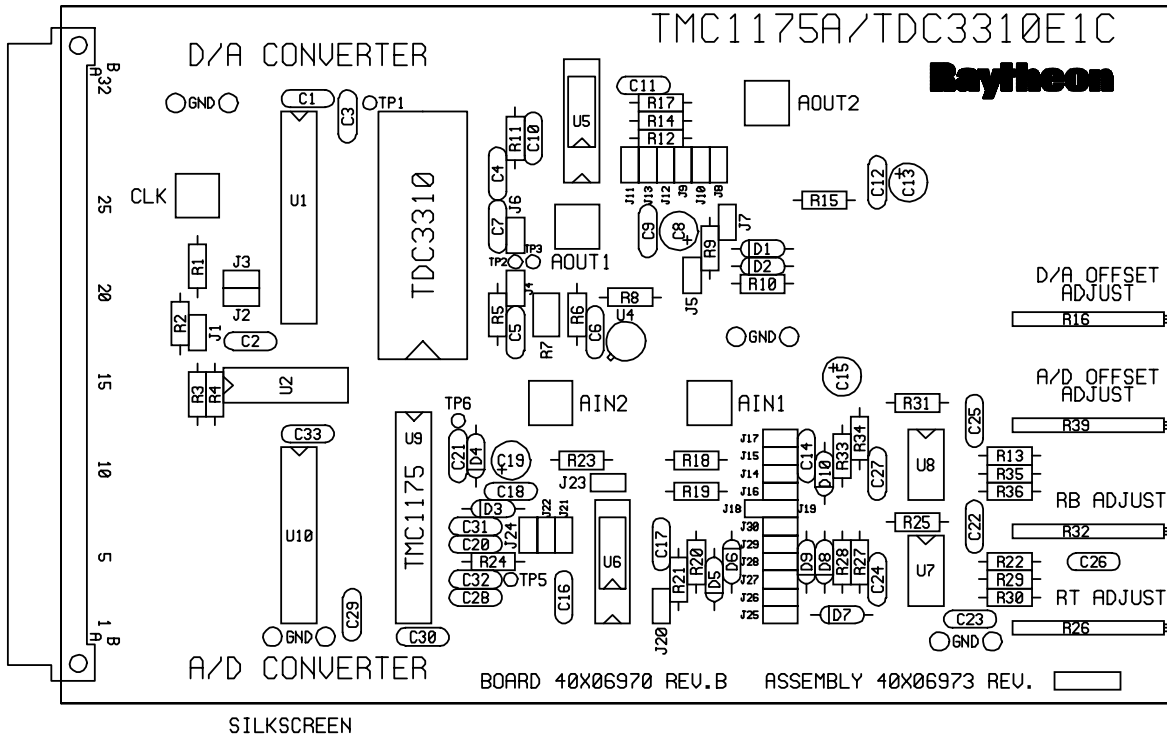 TMC1175A/TDC3310E1C
Raytheon
D/A CONVERTER
B
A
32
GND
C1
C3
TP1
C11
R17
R14
R12
AOUT2
U5
R11
C10
C4
U1
TDC3310
CLK
25
J11
J13
J12
J9
J10
J8
C12
C13
R15
C7
J6
C9
C8
J7
R9
D1
D2
R10
TP2
TP3
AOUT1
R1
J3
J2
20
R2
J1
C2
J4
R5
C5
R7
R6
C6
R8
U4
J5
GND
D/A OFFSET
ADJUST
R16
15
R3
R4
U2
AIN2
AIN1
C15
R31
A/D OFFSET
ADJUST
R39
C33
U9
TP6
C21
D4
C19
R23
R18
J17
J15
J14
J16
C14
D10
R33
R34
C27
U8
C25
R13
R35
R36
10
TMC1175
C18
J23
R19
D3
J22
J21
J24
J18
J19
RB ADJUST
R32
U10
C31
C20
R24
C32
C28
TP5
C16
U6
C17
R21
R20
D5
D6
J30
J29
J28
J27
J26
J25
D9
D8
R28
R27
C24
R25
U7
C22
R22
R29
R30
C26
5
RT ADJUST
R26
C29
C30
J20
D7
C23
GND
1
A
B
GND
A/D CONVERTER
BOARD 40X06970 REV.B
ASSEMBLY 40X06973 REV.
SILKSCREEN